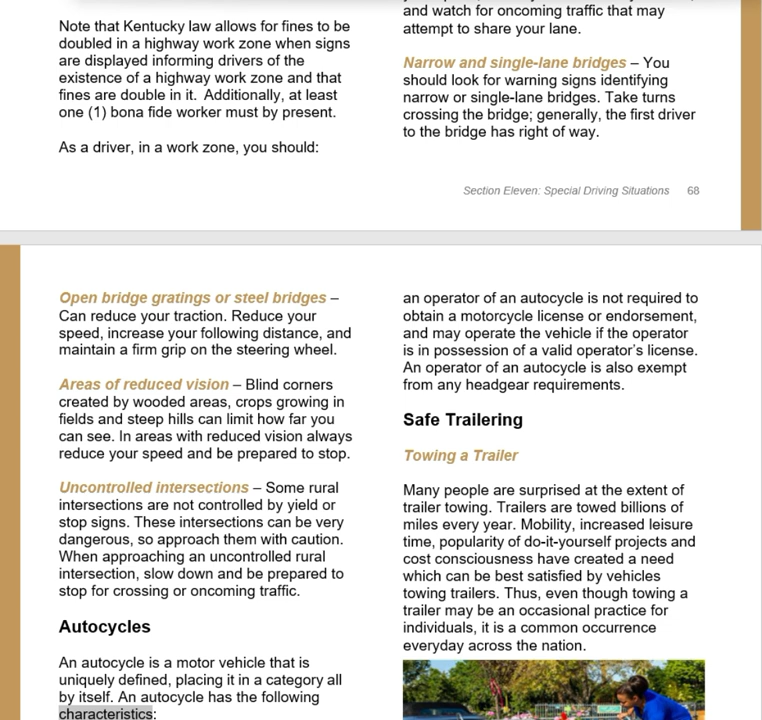 Note that Kentucky law allows for fines to be
doubled in a highway work zone when signs
are displayed informing drivers of the
existence of a highway work zone and that
fines are double in it. Additionally, at least
one (1) bona fide worker must by present.
As a driver, in a work zone, you should:
and watch for oncoming traffic that may
attempt to share your lane.
Narrow and single-lane bridges – You
should look for warning signs identifying
narrow or single-lane bridges. Take turns
crossing the bridge; generally, the first driver
to the bridge has right of way.
Section Eleven: Special Driving Situations 68
Open bridge gratings or steel bridges –
Can reduce your traction. Reduce your
speed, increase your following distance, and
maintain a firm grip on the steering wheel.
Areas of reduced vision – Blind corners
created by wooded areas, crops growing in
fields and steep hills can limit how far you
can see. In areas with reduced vision always
reduce your speed and be prepared to stop.
Uncontrolled intersections – Some rural
intersections are not controlled by yield or
stop signs. These intersections can be very
dangerous, so approach them with caution.
When approaching an uncontrolled rural
intersection, slow down and be prepared to
stop for crossing or oncoming traffic.
Autocycles
An autocycle is a motor vehicle that is
uniquely defined, placing it in a category all
by itself. An autocycle has the following
characteristics:
an operator of an autocycle is not required to
obtain a motorcycle license or endorsement,
and may operate the vehicle if the operator
is in possession of a valid operator's license.
An operator of an autocycle is also exempt
from any headgear requirements.
Safe Trailering
Towing a Trailer
Many people are surprised at the extent of
trailer towing. Trailers are towed billions of
miles every year. Mobility, increased leisure
time, popularity of do-it-yourself projects and
cost consciousness have created a need
which can be best satisfied by vehicles
towing trailers. Thus, even though towing a
trailer may be an occasional practice for
individuals, it is a common occurrence
everyday across the nation.